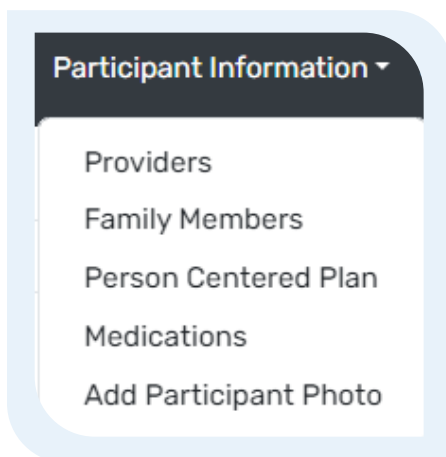 Participant Information
Providers
Family Members
Person Centered Plan
Medications
Add Participant Photo